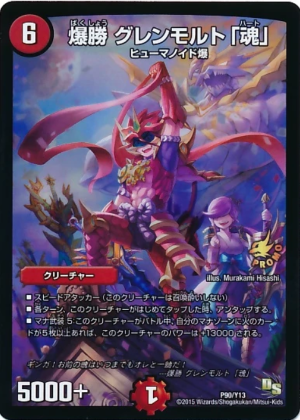 6
ばくしょう
ハート
爆勝 グレンモルト「魂」
ヒューマノイド爆
PROMO
illus. Murakami Hisashi
クリーチャー
■ スピードアタッカー (このクリーチャーは召喚酔いしない)
■ 各ターン、このクリーチャーがはじめてタップした時、アンタップする。
■ マナ武装 5 このクリーチャーがバトル中、自分のマナゾーンに火のカードが5枚以上あれば、このクリーチャーのパワーは+13000される。
ギンガ!お前の魂はいつまでもオレと一緒だ!
—爆勝 グレンモルト「魂」
5000+
1
P90/Y13
DS
©2015 Wizards/Shogakukan/Mitsui-Kids